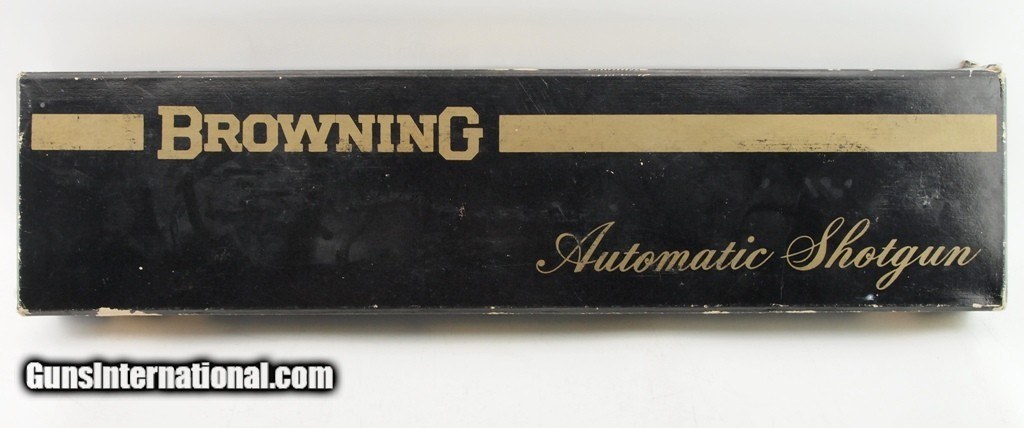 BROWNING
Automatic Shotgun
GunsInternational.com